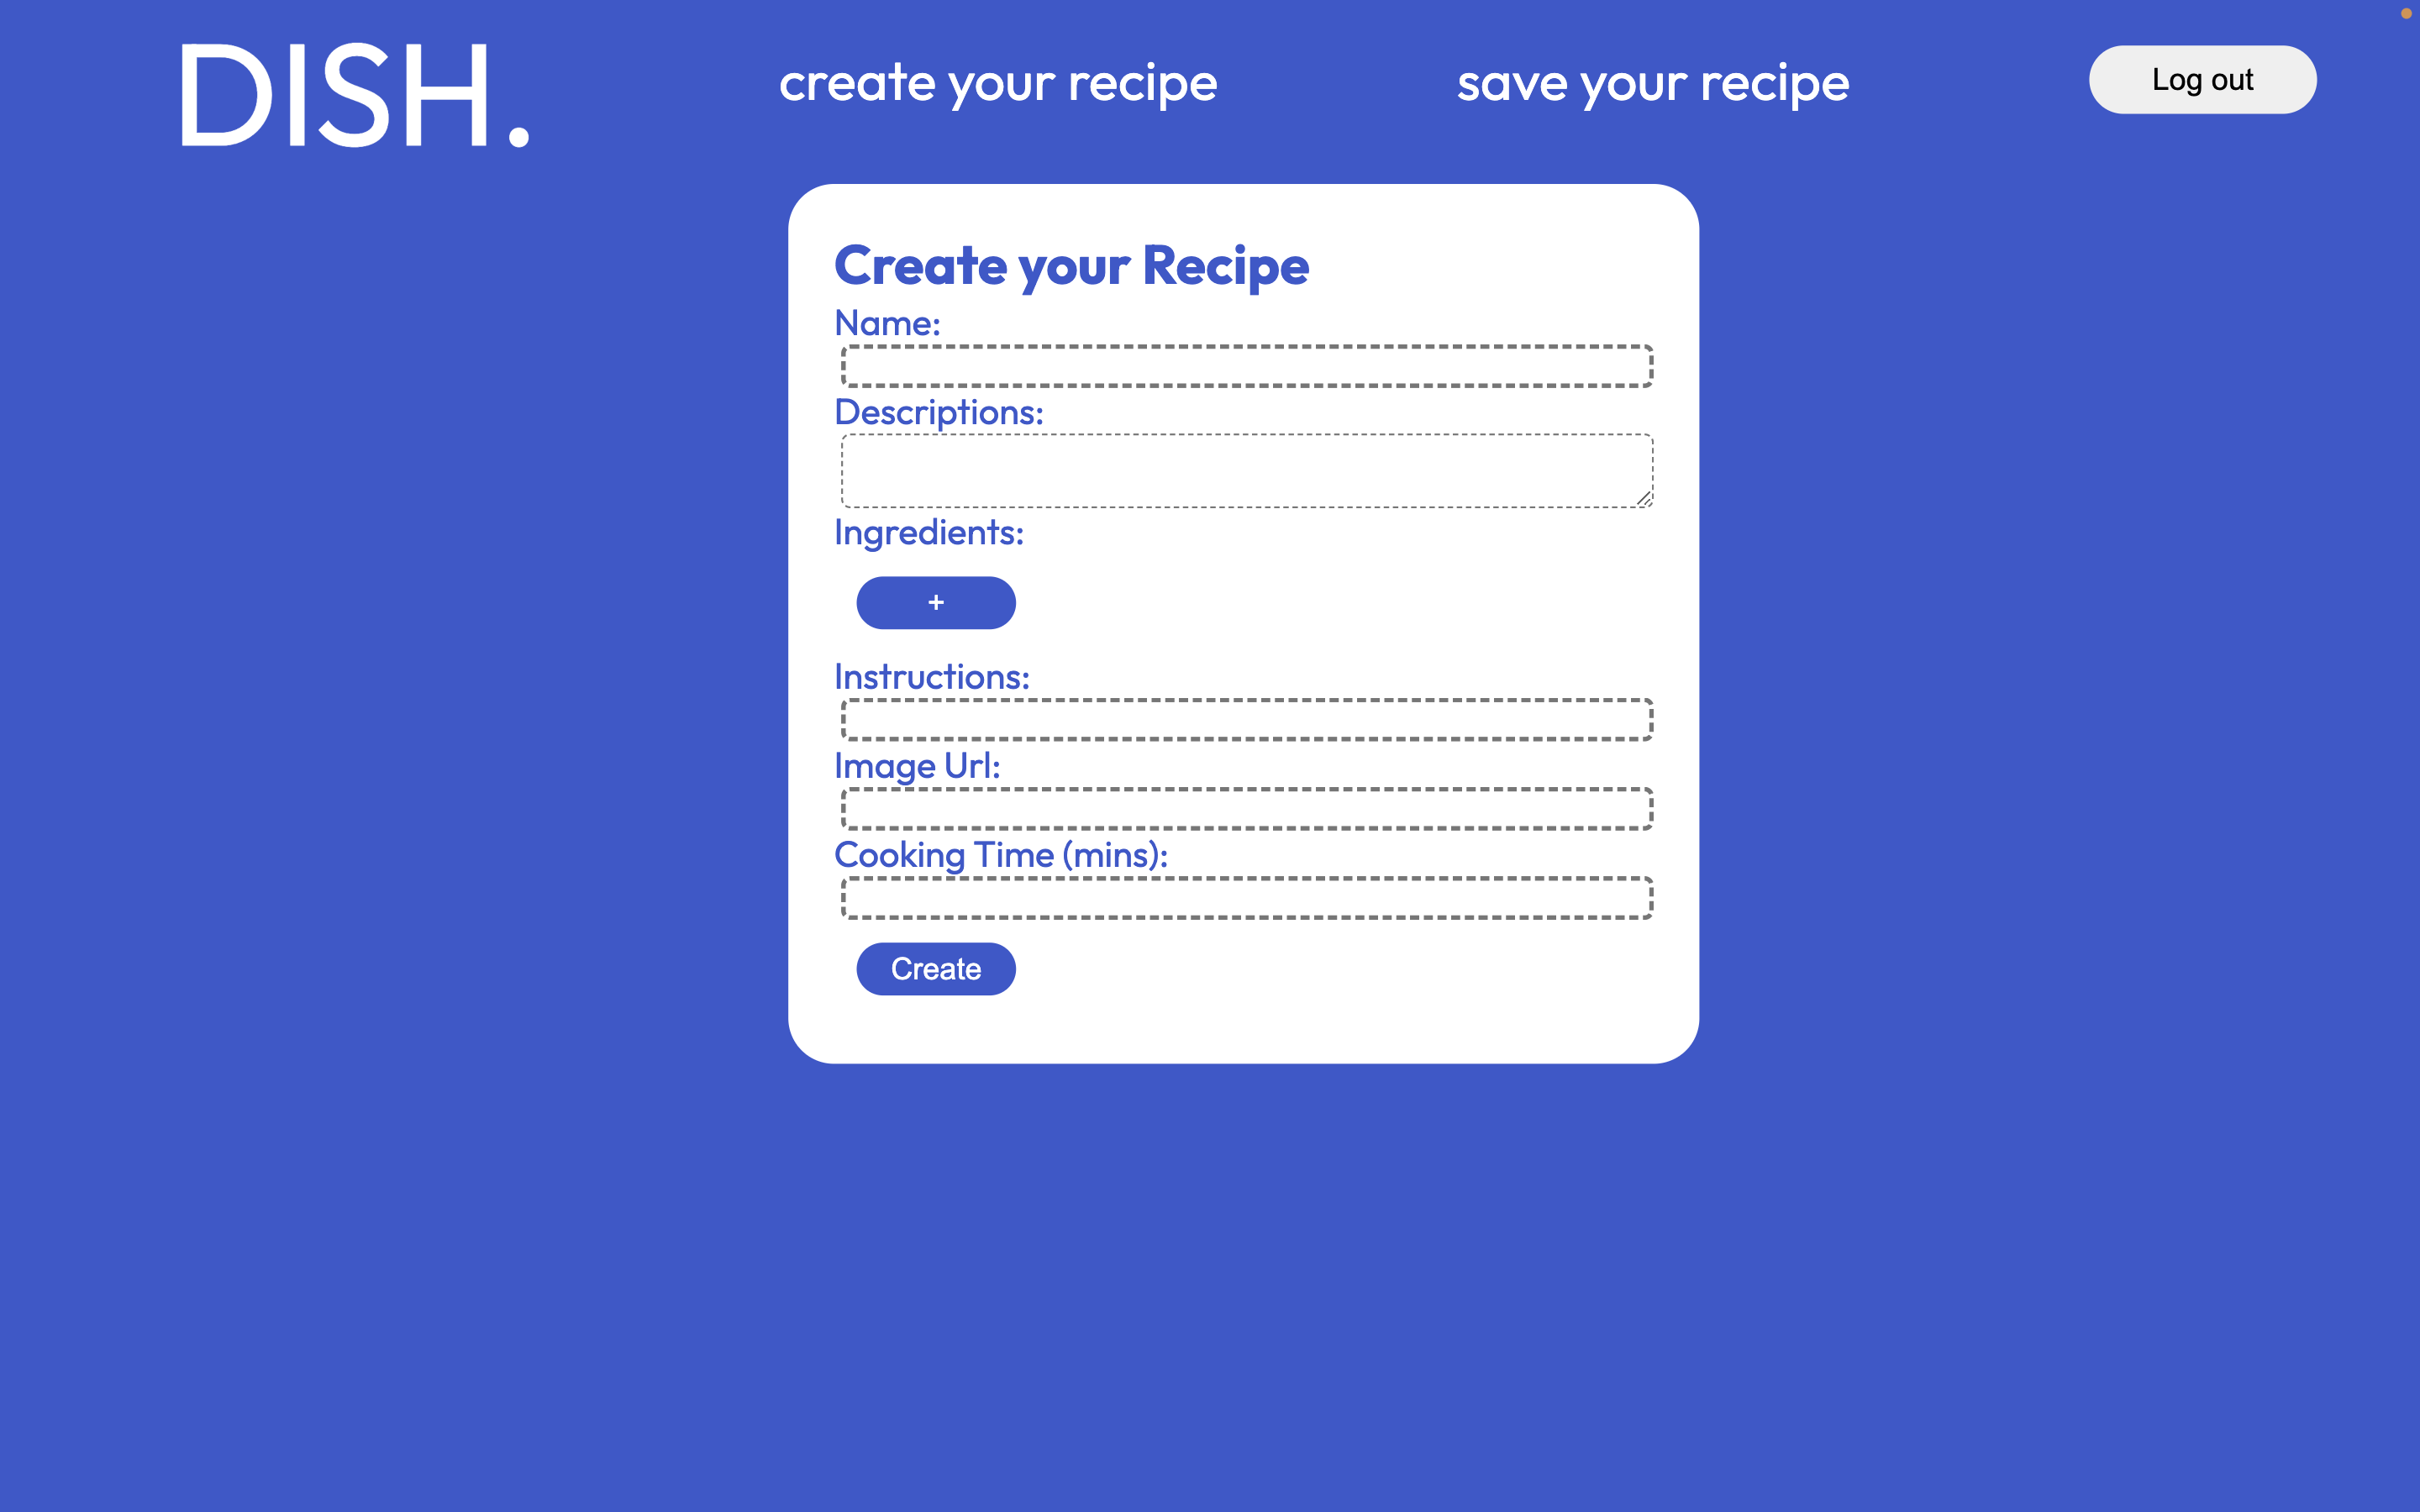 DISH.
create your recipe
save your recipe
Log out
Create your Recipe
Name:
Descriptions:
Ingredients:
+
Instructions:
Image Url:
Cooking Time (mins):
Create